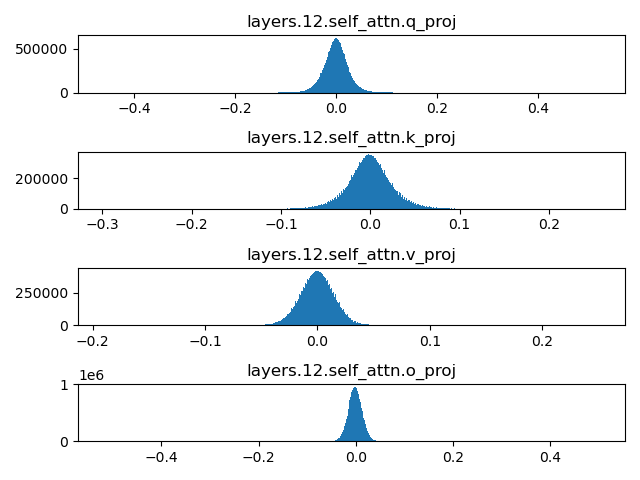 layers.12.self_attn.q_proj
500000
0
−0.4 −0.2 0.0 0.2 0.4
layers.12.self_attn.k_proj
200000
0
−0.3 −0.2 −0.1 0.0 0.1 0.2
layers.12.self_attn.v_proj
250000
0
−0.2 −0.1 0.0 0.1 0.2
layers.12.self_attn.o_proj
1e6
1
0
−0.4 −0.2 0.0 0.2 0.4